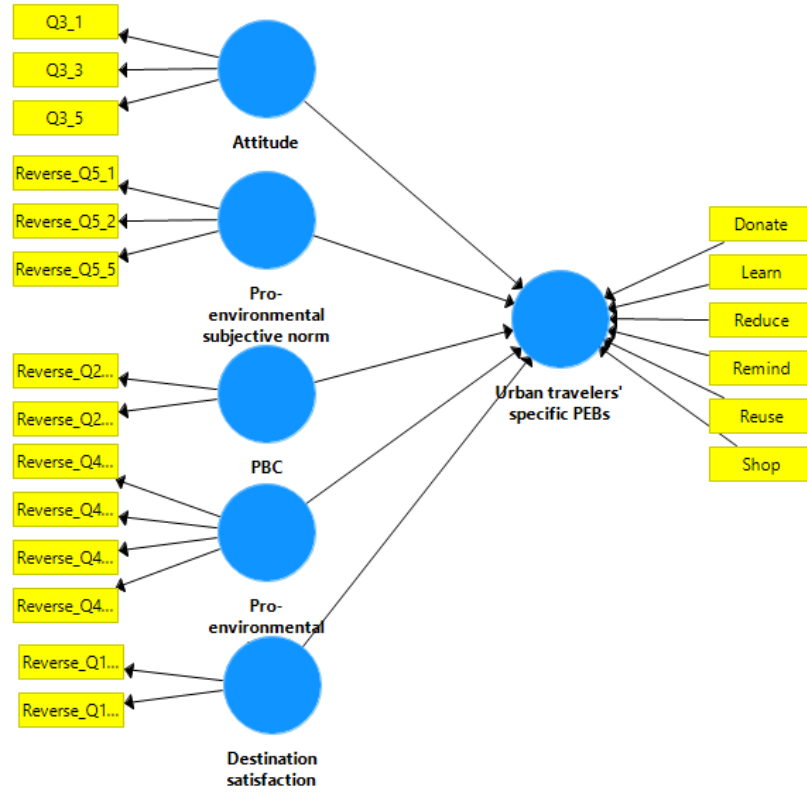 Q3_1
Q3_3
Q3_5
Attitude
Reverse_Q5_1
Reverse_Q5_2
Reverse_Q5_5
Pro-
environmental
subjective norm
Reverse_Q2...
Reverse_Q2...
PBC
Reverse_Q4...
Reverse_Q4...
Reverse_Q4...
Reverse_Q4...
Pro-
environmental
Reverse_Q1...
Reverse_Q1...
Destination
satisfaction
Urban travelers'
specific PEBs
Donate
Learn
Reduce
Remind
Reuse
Shop